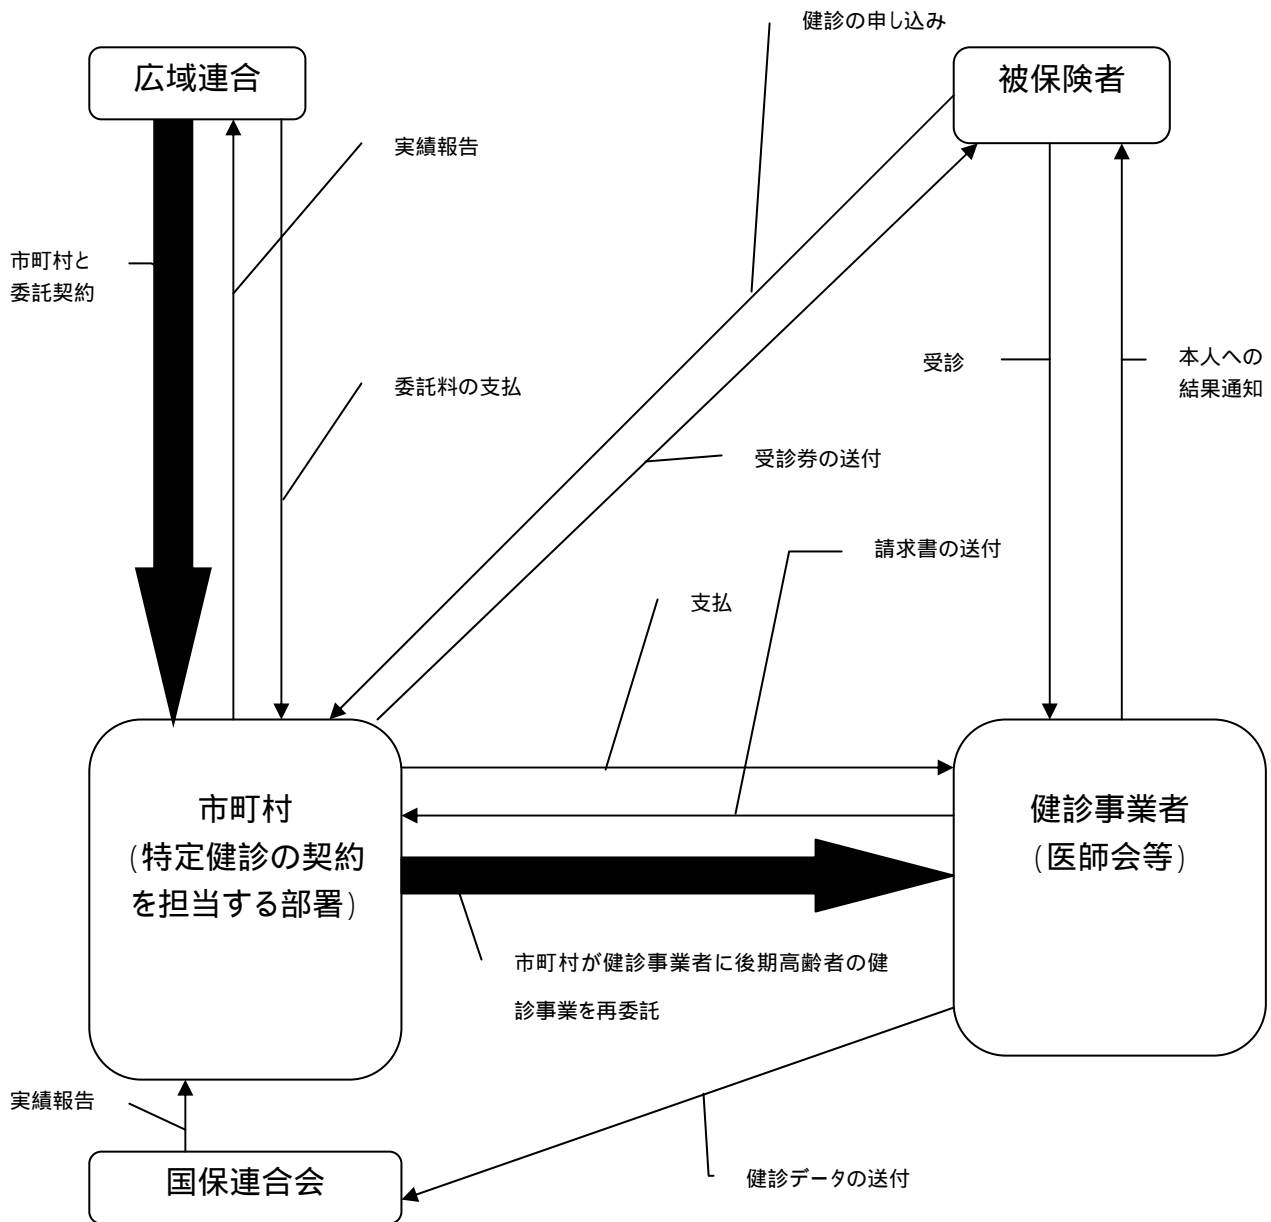 健診の申し込み
広域連合
被保険者
実績報告
市町村と
委託契約
受診
本人への
結果通知
委託料の支払
受診券の送付
請求書の送付
支払
市町村
(特定健診の契約
を担当する部署)
健診事業者
(医師会等)
市町村が健診事業者に後期高齢者の健
診事業を再委託
実績報告
国保連合会
健診データの送付